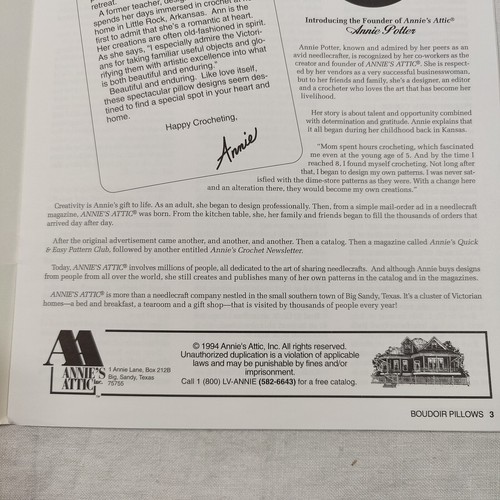 retreat.
A former teacher,
spends her days immersed in crochet at
home in Little Rock, Arkansas. Ann is the
first to admit that she's a romantic at heart.
Her creations are often old-fashioned in spirit.
As she says, "I especially admire the Victori-
ans for taking familiar useful objects and glo-
rifying them with artistic excellence into what
is both beautiful and enduring."
Beautiful and enduring. Like love itself,
these spectacular pillow designs seem des-
tined to find a special spot in your heart and
home.
Happy Crocheting,
Annie
Introducing the Founder of Annie's Attic®
Annie Potter
Annie Potter, known and admired by her peers as an
avid needlecrafter, is recognized by her co-workers as the
creator and founder of ANNIE'S ATTIC®. She is respect-
ed by her vendors as a very successful businesswoman,
but to her friends and family, she's a designer, an editor
and a crocheter who loves the art that has become her
livelihood.
Her story is about talent and opportunity combined
with determination and gratitude. Annie explains that
it all began during her childhood back in Kansas.
"Mom spent hours crocheting, which fascinated
me even at the young age of 5. And by the time I
reached 8, I found myself crocheting. Not long after
that, I began to design my own patterns. I was never sat-
isfied with the dime-store patterns as they were. With a change here
and an alteration there, they would become my own creations."
Creativity is Annie's gift to life. As an adult, she began to design professionally. Then, from a simple mail-order ad in a needlecraft
magazine, ANNIE'S ATTIC® was born. From the kitchen table, she, her family and friends began to fill the thousands of orders that
arrived day after day.
After the original advertisement came another, and another, and another. Then a catalog. Then a magazine called Annie's Quick
& Easy Pattern Club, followed by another entitled Annie's Crochet Newsletter.
Today, ANNIE'S ATTIC® involves millions of people, all dedicated to the art of sharing needlecrafts. And although Annie buys designs
from people from all over the world, she still creates and publishes many of her own patterns in the catalog and in the magazines.
ANNIE'S ATTIC® is more than a needlecraft company nestled in the small southern town of Big Sandy, Texas. It's a cluster of Victorian
homes—a bed and breakfast, a tearoom and a gift shop—that is visited by thousands of people every year!
AA
ANNIE'S
ATTIC Inc.
1 Annie Lane, Box 212B
Big, Sandy, Texas
75755
© 1994 Annie's Attic, Inc. All rights reserved.
Unauthorized duplication is a violation of applicable
laws and may be punishable by fines and/or
imprisonment.
Call 1 (800) LV-ANNIE (582-6643) for a free catalog.
BOUDOIR PILLOWS 3